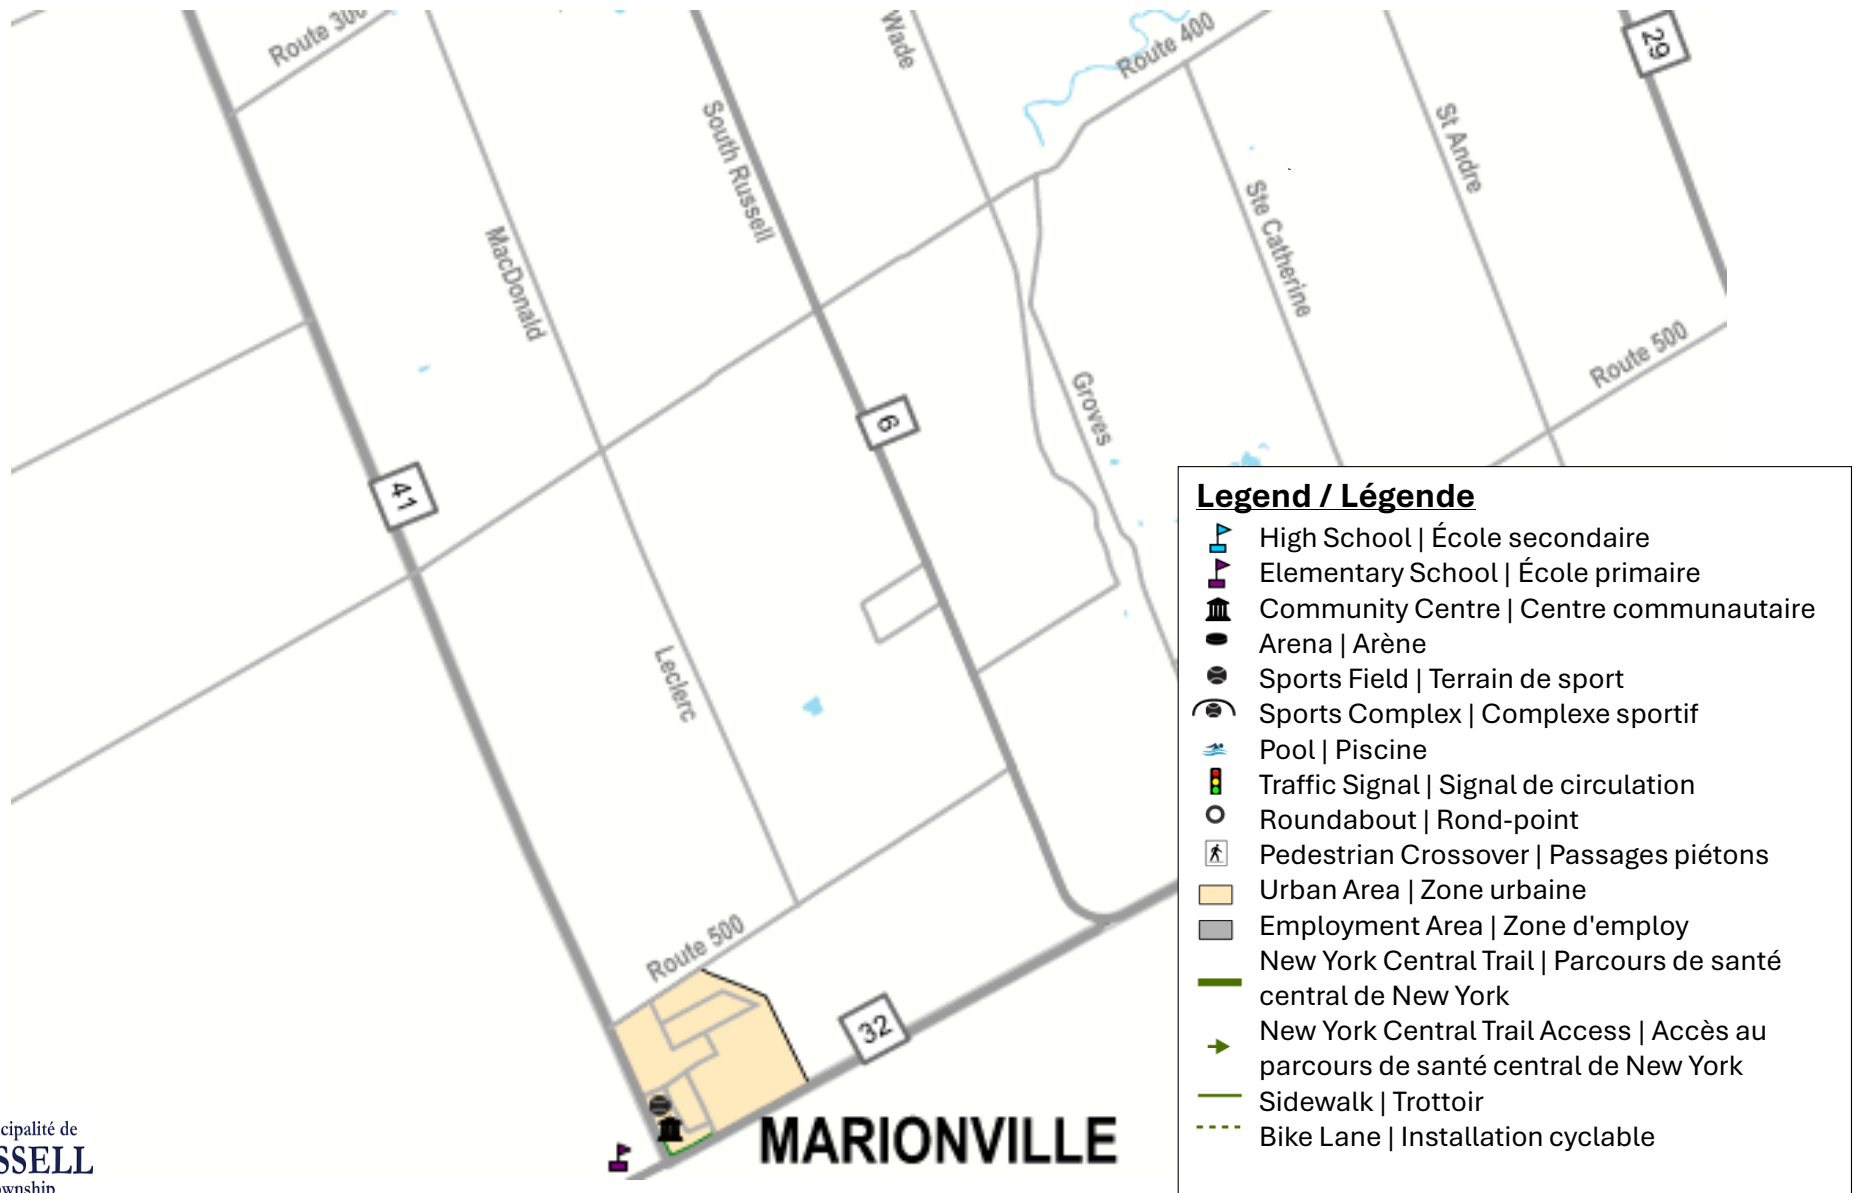 Route 300
Wade
Route 400
29
South Russell
St Andre
Ste Catherine
MacDonald
Route 500
Groves
6
41
Leclerc
Route 500
32
MARIONVILLE
Legend / Légende
High School | École secondaire
Elementary School | École primaire
Community Centre | Centre communautaire
Arena | Arène
Sports Field | Terrain de sport
Sports Complex | Complexe sportif
Pool | Piscine
Traffic Signal | Signal de circulation
Roundabout | Rond-point
Pedestrian Crossover | Passages piétons
Urban Area | Zone urbaine
Employment Area | Zone d'employ
New York Central Trail | Parcours de santé
central de New York
New York Central Trail Access | Accès au
parcours de santé central de New York
Sidewalk | Trottoir
Bike Lane | Installation cyclable
cipalité de
SSELL
wnship